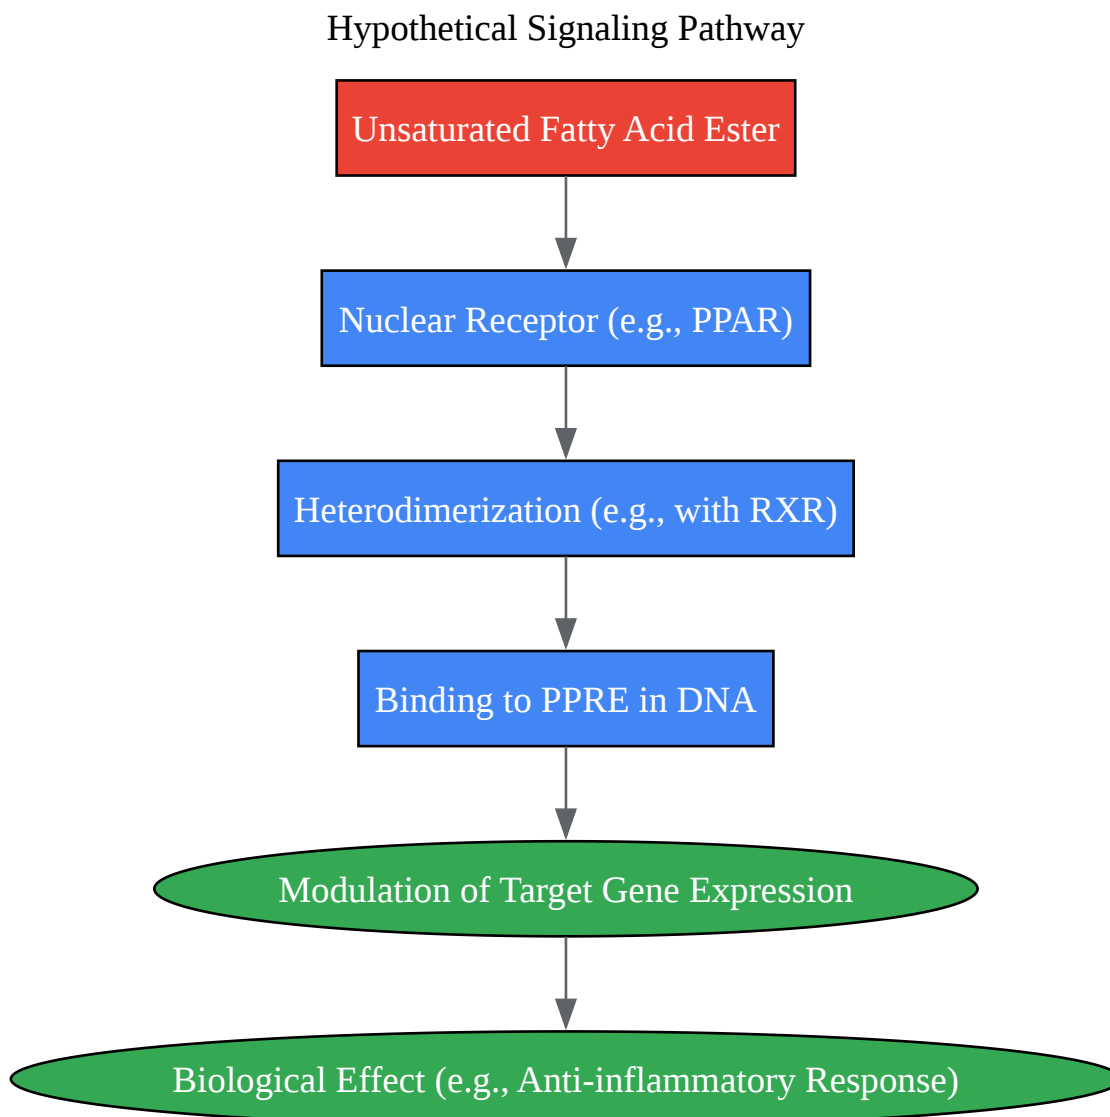 Hypothetical Signaling Pathway
Unsaturated Fatty Acid Ester
Nuclear Receptor (e.g., PPAR)
Heterodimerization (e.g., with RXR)
Binding to PPRE in DNA
Modulation of Target Gene Expression
Biological Effect (e.g., Anti-inflammatory Response)